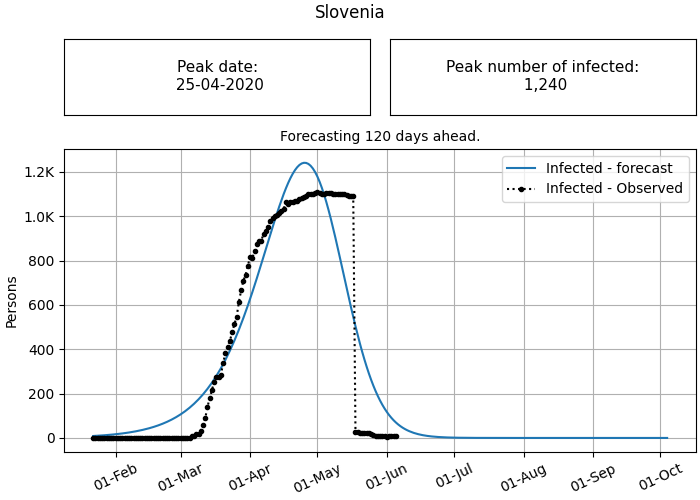 Slovenia
Peak date:
25-04-2020
Peak number of infected:
1,240
Forecasting 120 days ahead.
Infected - forecast
Infected - Observed
Persons
1.2K
1.0K
800
600
400
200
0
01-Feb
01-Mar
01-Apr
01-May
01-Jun
01-Jul
01-Aug
01-Sep
01-Oct